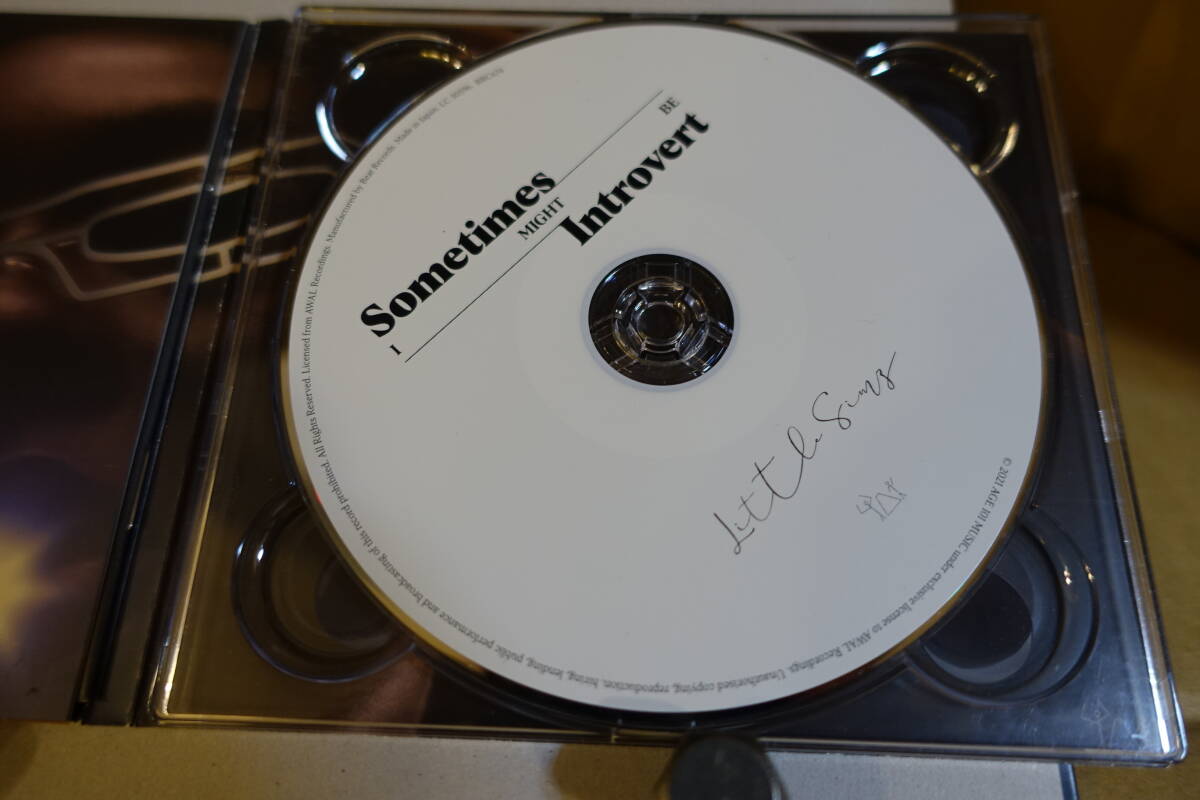 I
Sometimes
MIGHT
BE
Introvert
Little Simz
© 2021 AGE 101 MUSIC under exclusive license to AWAL Recordings. Unauthorised copying, reproduction, hiring, lending, public performance and broadcasting of this record prohibited. All Rights Reserved. Licensed from AWAL Recordings. Manufactured by Beat Records. Made in Japan.